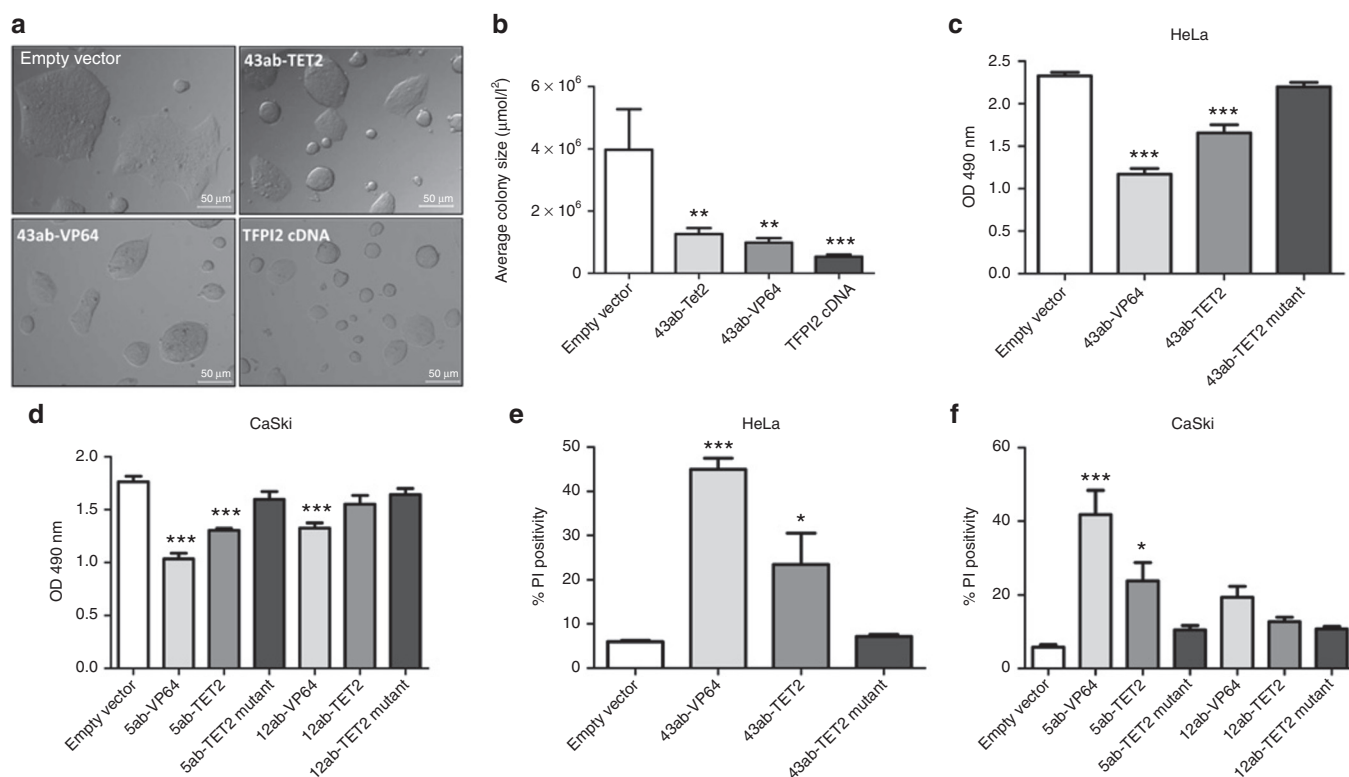 a
Empty vector
50 µm
43ab-TET2
50 µm
43ab-VP64
50 µm
TFPI2 cDNA
50 µm
b
Average colony size (µmol/l²)
6 × 10⁶
4 × 10⁶
2 × 10⁶
0
**
**
***
Empty vector
43ab-Tet2
43ab-VP64
TFPI2 cDNA
c
HeLa
OD 490 nm
2.5
2.0
1.5
1.0
0.5
0.0
***
***
Empty vector
43ab-VP64
43ab-TET2
43ab-TET2 mutant
d
CaSki
OD 490 nm
2.0
1.5
1.0
0.5
0.0
***
***
***
Empty vector
5ab-VP64
5ab-TET2
5ab-TET2 mutant
12ab-VP64
12ab-TET2
12ab-TET2 mutant
e
HeLa
% PI positivity
50
40
30
20
10
0
***
*
Empty vector
43ab-VP64
43ab-TET2
43ab-TET2 mutant
f
CaSki
% PI positivity
60
40
20
0
***
*
Empty vector
5ab-VP64
5ab-TET2
5ab-TET2 mutant
12ab-VP64
12ab-TET2
12ab-TET2 mutant